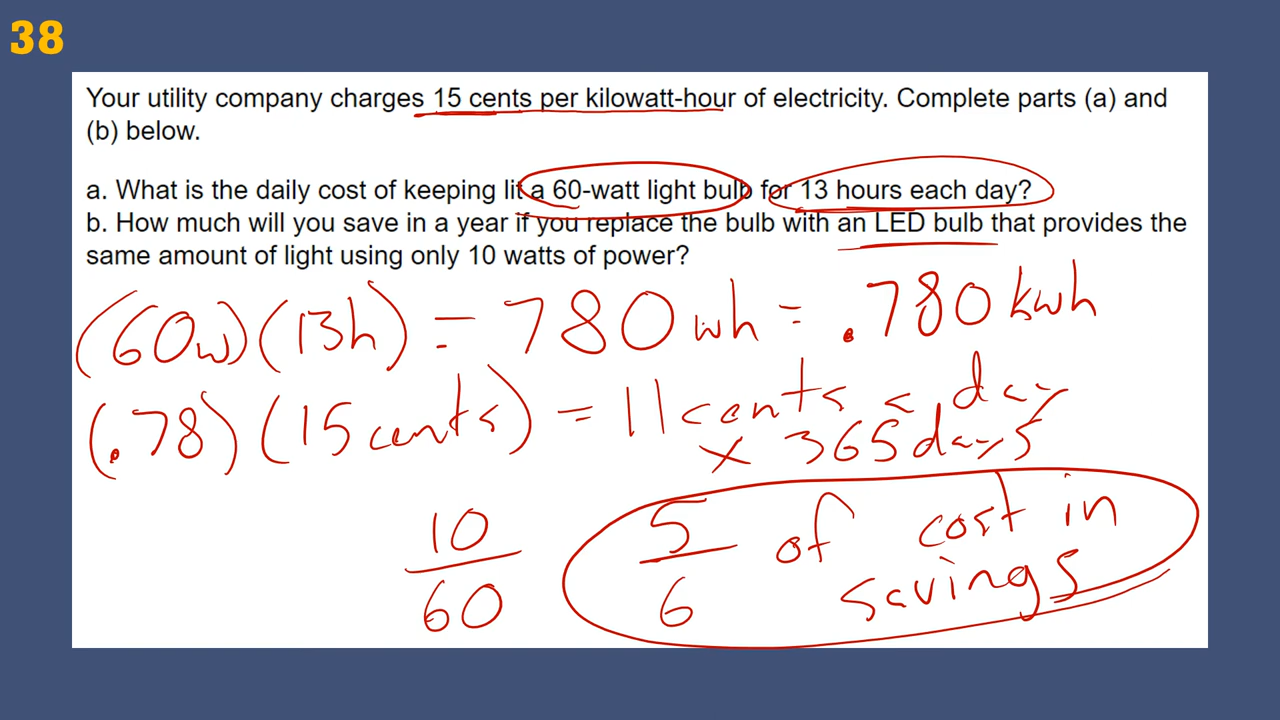 38
Your utility company charges 15 cents per kilowatt-hour of electricity. Complete parts (a) and
(b) below.
a. What is the daily cost of keeping lit a 60-watt light bulb for 13 hours each day?
b. How much will you save in a year if you replace the bulb with an LED bulb that provides the
same amount of light using only 10 watts of power?
(60w)(13h) = 780 wh = .780 kwh
(.78)(15 cents) = 11 cents a day
x 365 days
10/60 5/6 of cost in
savings